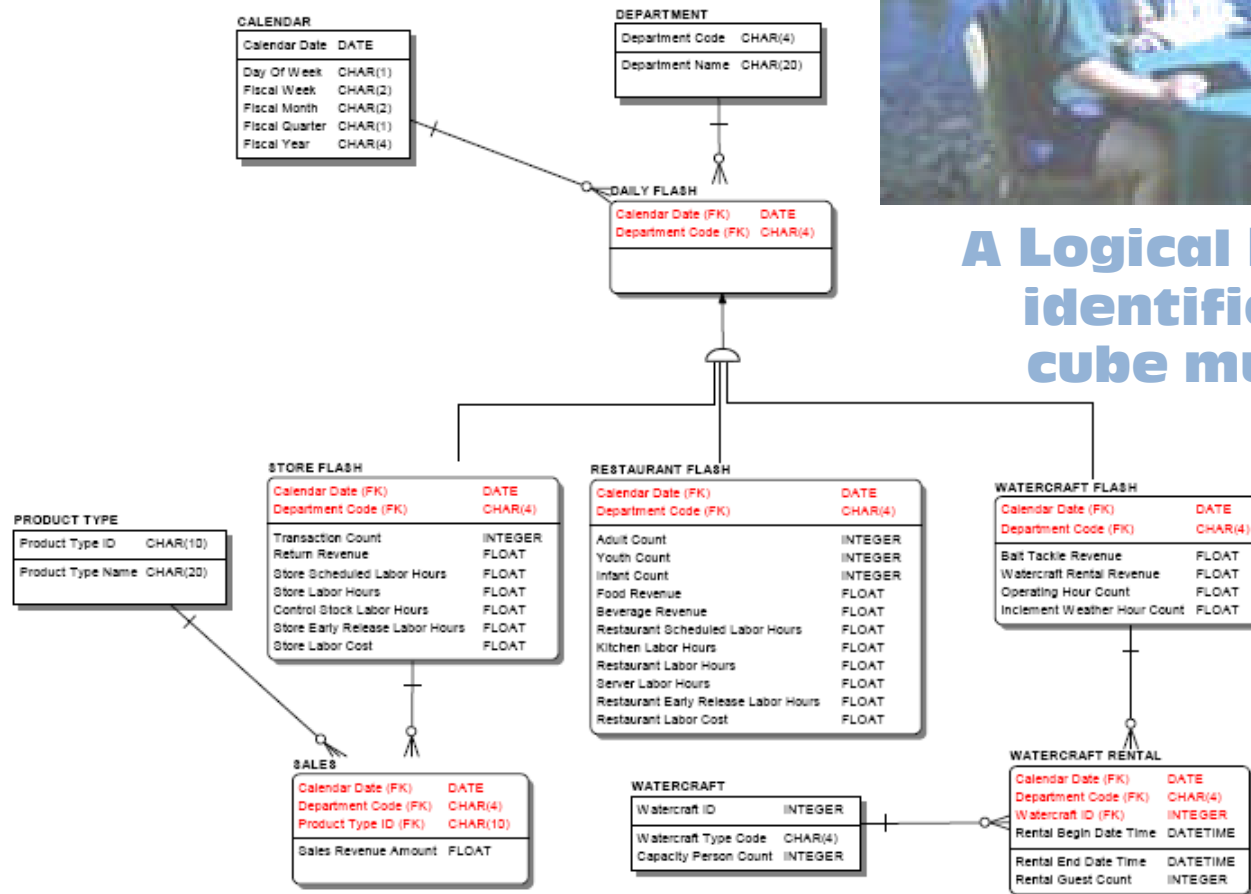 CALENDAR
Calendar Date DATE
Day Of Week CHAR(1)
Fiscal Week CHAR(2)
Fiscal Month CHAR(2)
Fiscal Quarter CHAR(1)
Fiscal Year CHAR(4)
DEPARTMENT
Department Code CHAR(4)
Department Name CHAR(20)
DAILY FLASH
Calendar Date (FK) DATE
Department Code (FK) CHAR(4)
A Logical
identifi
cube mu
STORE FLASH
Calendar Date (FK) DATE
Department Code (FK) CHAR(4)
Transaction Count INTEGER
Return Revenue FLOAT
Store Scheduled Labor Hours FLOAT
Store Labor Hours FLOAT
Control Stock Labor Hours FLOAT
Store Early Release Labor Hours FLOAT
Store Labor Cost FLOAT
RESTAURANT FLASH
Calendar Date (FK) DATE
Department Code (FK) CHAR(4)
Adult Count INTEGER
Youth Count INTEGER
Infant Count INTEGER
Food Revenue FLOAT
Beverage Revenue FLOAT
Restaurant Scheduled Labor Hours FLOAT
Kitchen Labor Hours FLOAT
Restaurant Labor Hours FLOAT
Server Labor Hours FLOAT
Restaurant Early Release Labor Hours FLOAT
Restaurant Labor Cost FLOAT
WATERCRAFT FLASH
Calendar Date (FK) DATE
Department Code (FK) CHAR(4)
Bait Tackle Revenue FLOAT
Watercraft Rental Revenue FLOAT
Operating Hour Count FLOAT
Inclement Weather Hour Count FLOAT
PRODUCT TYPE
Product Type ID CHAR(10)
Product Type Name CHAR(20)
SALES
Calendar Date (FK) DATE
Department Code (FK) CHAR(4)
Product Type ID (FK) CHAR(10)
Sales Revenue Amount FLOAT
WATERCRAFT
Watercraft ID INTEGER
Watercraft Type Code CHAR(4)
Capacity Person Count INTEGER
WATERCRAFT RENTAL
Calendar Date (FK) DATE
Department Code (FK) CHAR(4)
Watercraft ID (FK) INTEGER
Rental Begin Date Time DATETIME
Rental End Date Time DATETIME
Rental Guest Count INTEGER